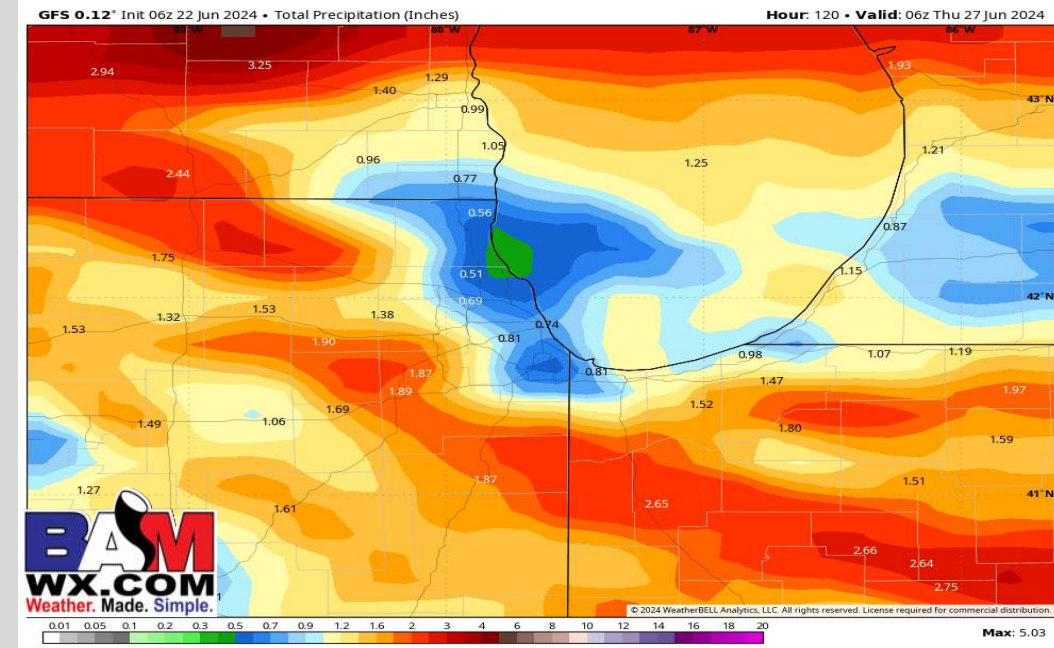 GFS 0.12° Init 06z 22 Jun 2024 • Total Precipitation (Inches)
Hour: 120 • Valid: 06z Thu 27 Jun 2024
89°W 88°W 87°W 86°W
2.94 3.25 1.93
1.29
1.40
43°N
0.99
1.05
1.21
0.96 1.25
2.44 0.77
0.56
0.87
1.75
0.51 1.15
0.69 42°N
1.53 1.32 1.53 1.38
0.74
0.81
1.90
0.98 1.07 1.19
1.87 0.81
1.89 1.47 1.97
1.69 1.52
1.49 1.06 1.80
1.59
1.87 1.51
1.27 41°N
1.61 2.65
2.66
2.64
2.75
BAM
WX.COM
Weather. Made. Simple.
© 2024 WeatherBELL Analytics, LLC. All rights reserved. License required for commercial distribution.
0.01 0.05 0.1 0.2 0.3 0.5 0.7 0.9 1.2 1.6 2 3 4 6 8 10 12 14 16 18 20
Max: 5.03